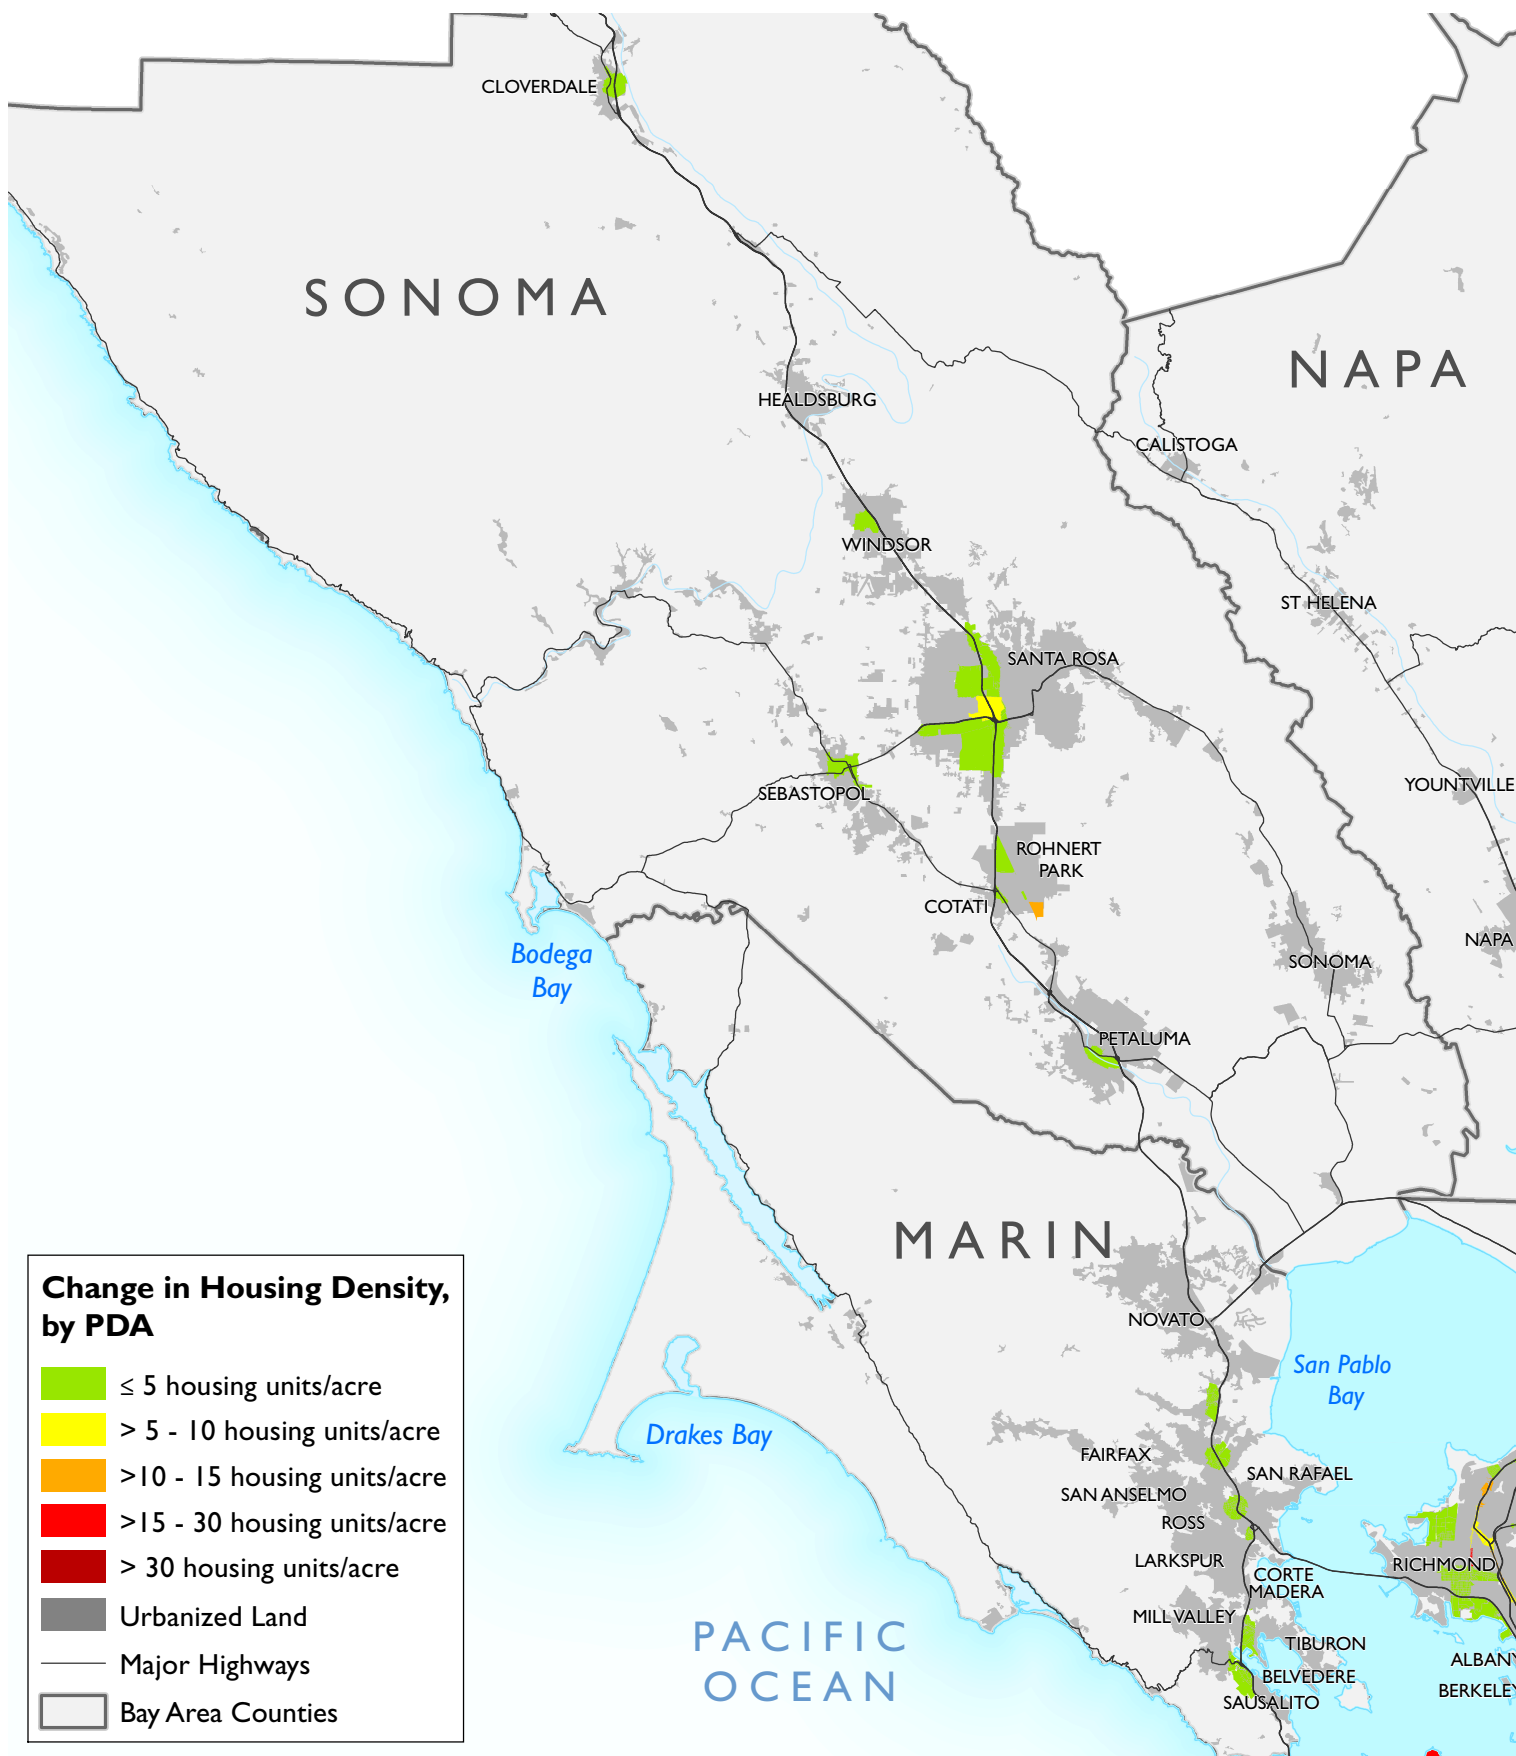 CLOVERDALE
SONOMA
NAPA
HEALDSBURG
CALISTOGA
WINDSOR
ST HELENA
SANTA ROSA
YOUNTVILLE
SEBASTOPOL
ROHNERT
PARK
COTATI
NAPA
SONOMA
Bodega
Bay
PETALUMA
MARIN
NOVATO
San Pablo
Bay
Drakes Bay
FAIRFAX
SAN RAFAEL
SAN ANSELMO
ROSS
LARKSPUR
RICHMOND
CORTE
MADERA
MILL VALLEY
TIBURON
BELVEDERE
ALBANY
BERKELEY
SAUSALITO
PACIFIC
OCEAN
Change in Housing Density,
by PDA
≤ 5 housing units/acre
> 5 - 10 housing units/acre
>10 - 15 housing units/acre
>15 - 30 housing units/acre
> 30 housing units/acre
Urbanized Land
Major Highways
Bay Area Counties